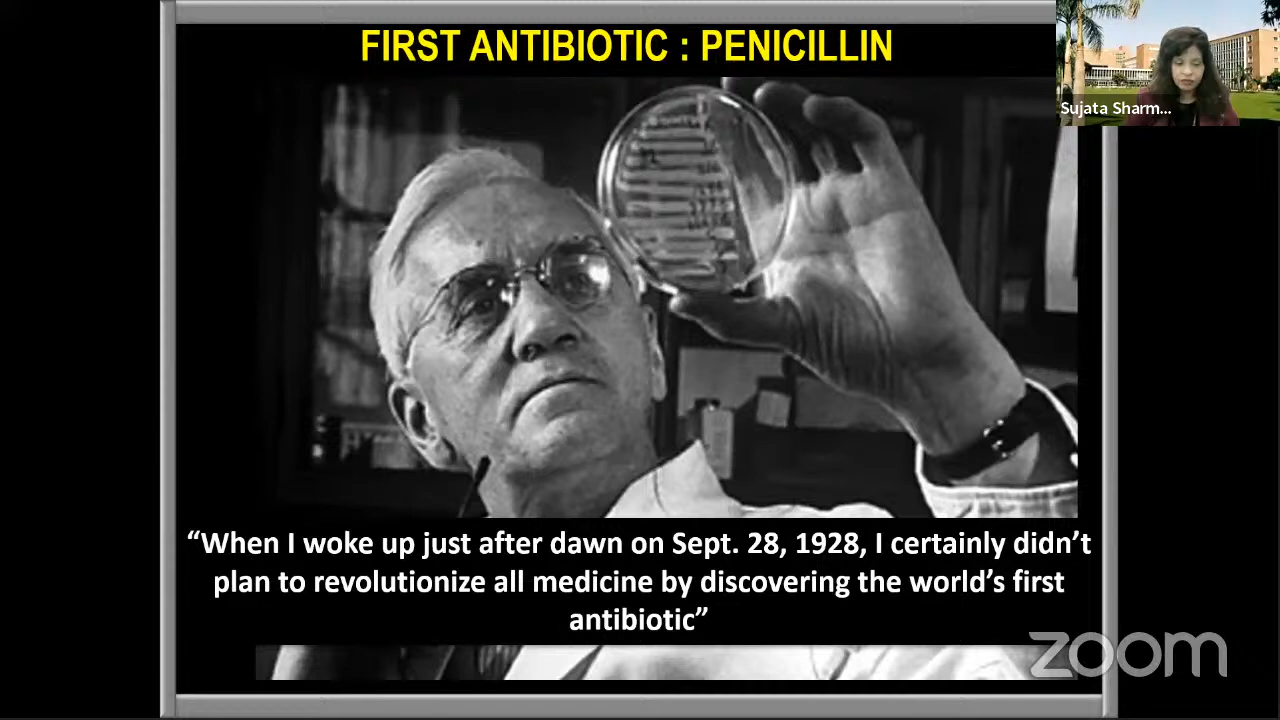 FIRST ANTIBIOTIC : PENICILLIN
Sujata Sharm...
“When I woke up just after dawn on Sept. 28, 1928, I certainly didn’t
plan to revolutionize all medicine by discovering the world’s first
antibiotic”
zoom